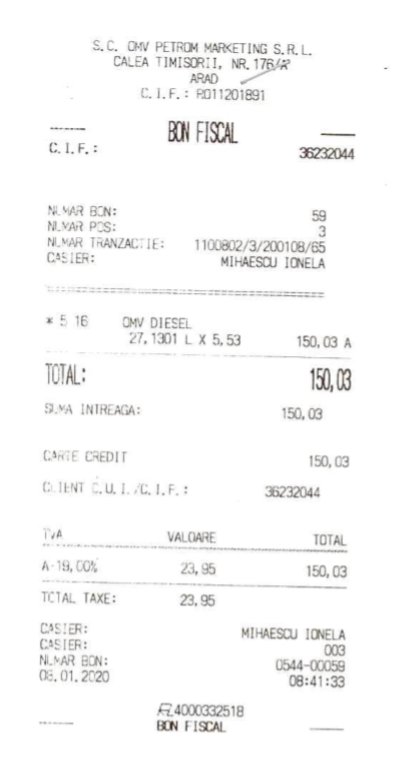 S.C. OMV PETROM MARKETING S.R.L.
CALEA TIMISORII, NR.176/A
ARAD
C.I.F.: RO11201891
BON FISCAL
C.I.F.: 36232044
NUMAR BON: 59
NUMAR POS: 3
NUMAR TRANZACTIE: 1100802/3/200108/65
CASIER: MIHAESCU IONELA
* 5 16 OMV DIESEL
27,1301 L X 5,53 150,03 A
TOTAL: 150,03
SUMA INTREAGA: 150,03
CARTE CREDIT 150,03
CLIENT C.U.I./C.I.F.: 36232044
TVA VALOARE TOTAL
A-19,00% 23,95 150,03
TOTAL TAXE: 23,95
CASIER: MIHAESCU IONELA
CASIER: 003
NUMAR BON: 0544-00059
08.01.2020 08:41:33
4000332518
BON FISCAL